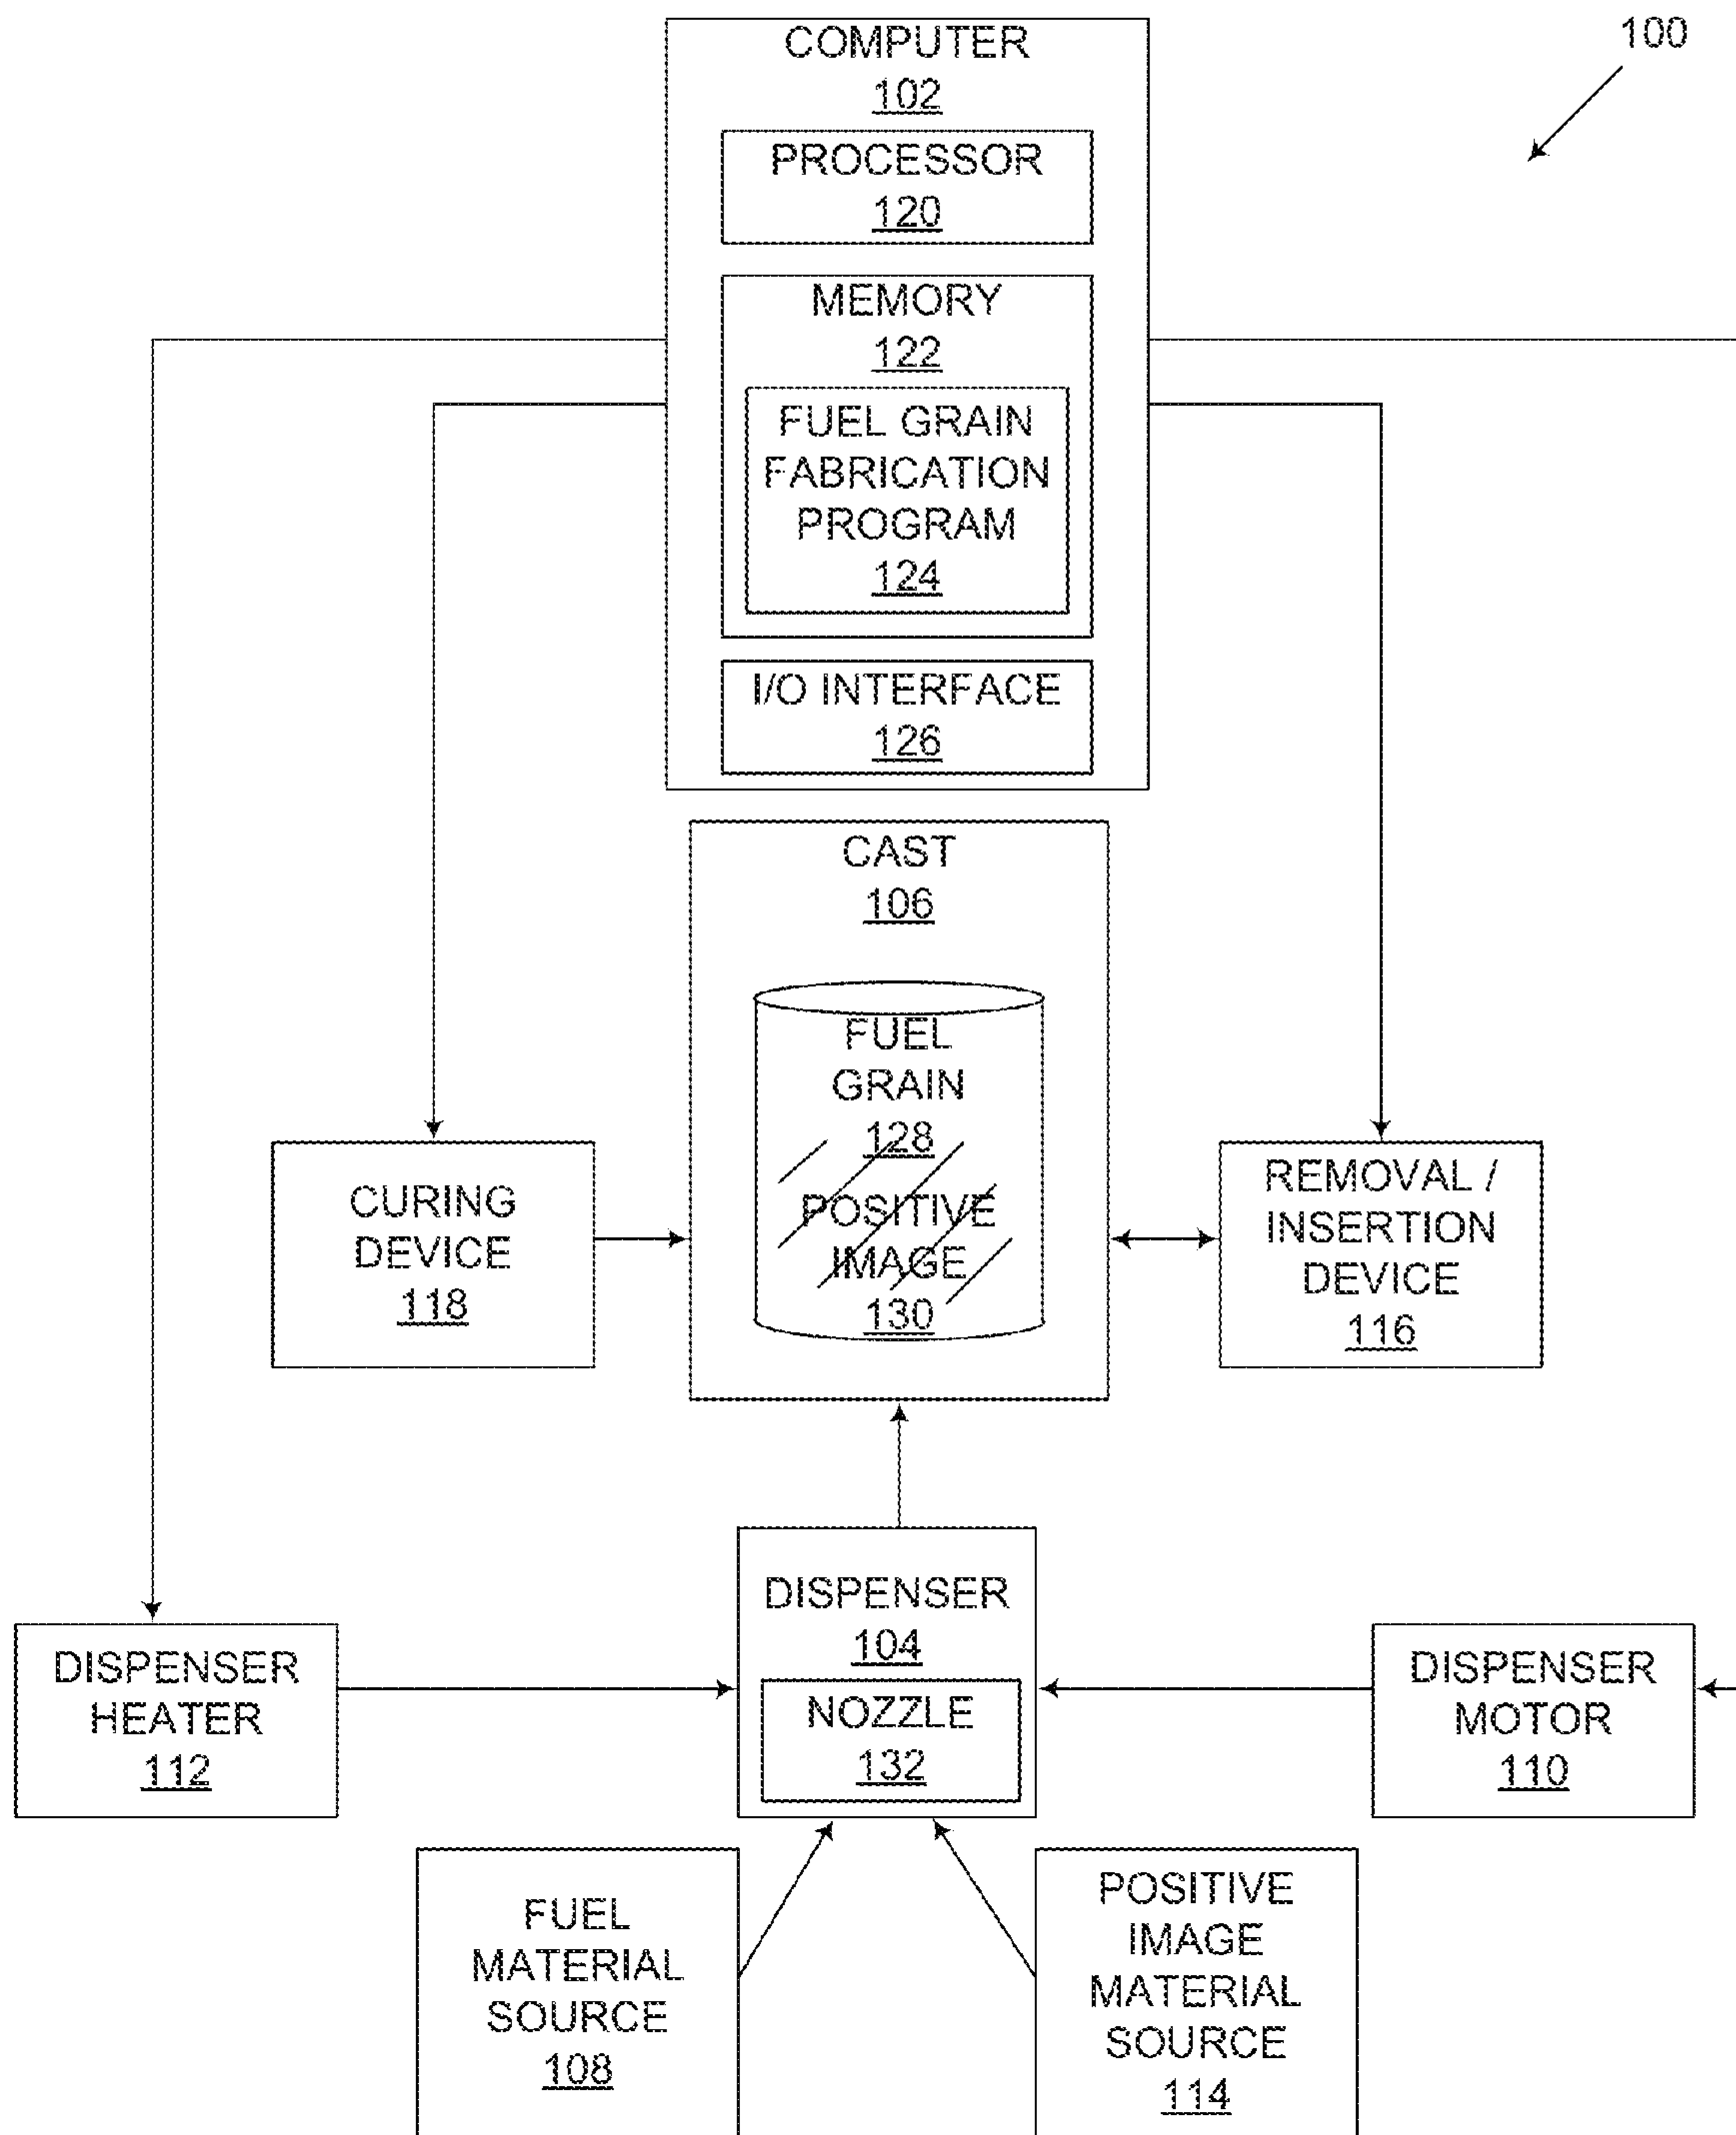 100
COMPUTER
102
PROCESSOR
120
MEMORY
122
FUEL GRAIN
FABRICATION
PROGRAM
124
I/O INTERFACE
126
CAST
106
FUEL
GRAIN
128
POSITIVE
IMAGE
130
CURING
DEVICE
118
REMOVAL /
INSERTION
DEVICE
116
DISPENSER
104
NOZZLE
132
DISPENSER
HEATER
112
DISPENSER
MOTOR
110
FUEL
MATERIAL
SOURCE
108
POSITIVE
IMAGE
MATERIAL
SOURCE
114